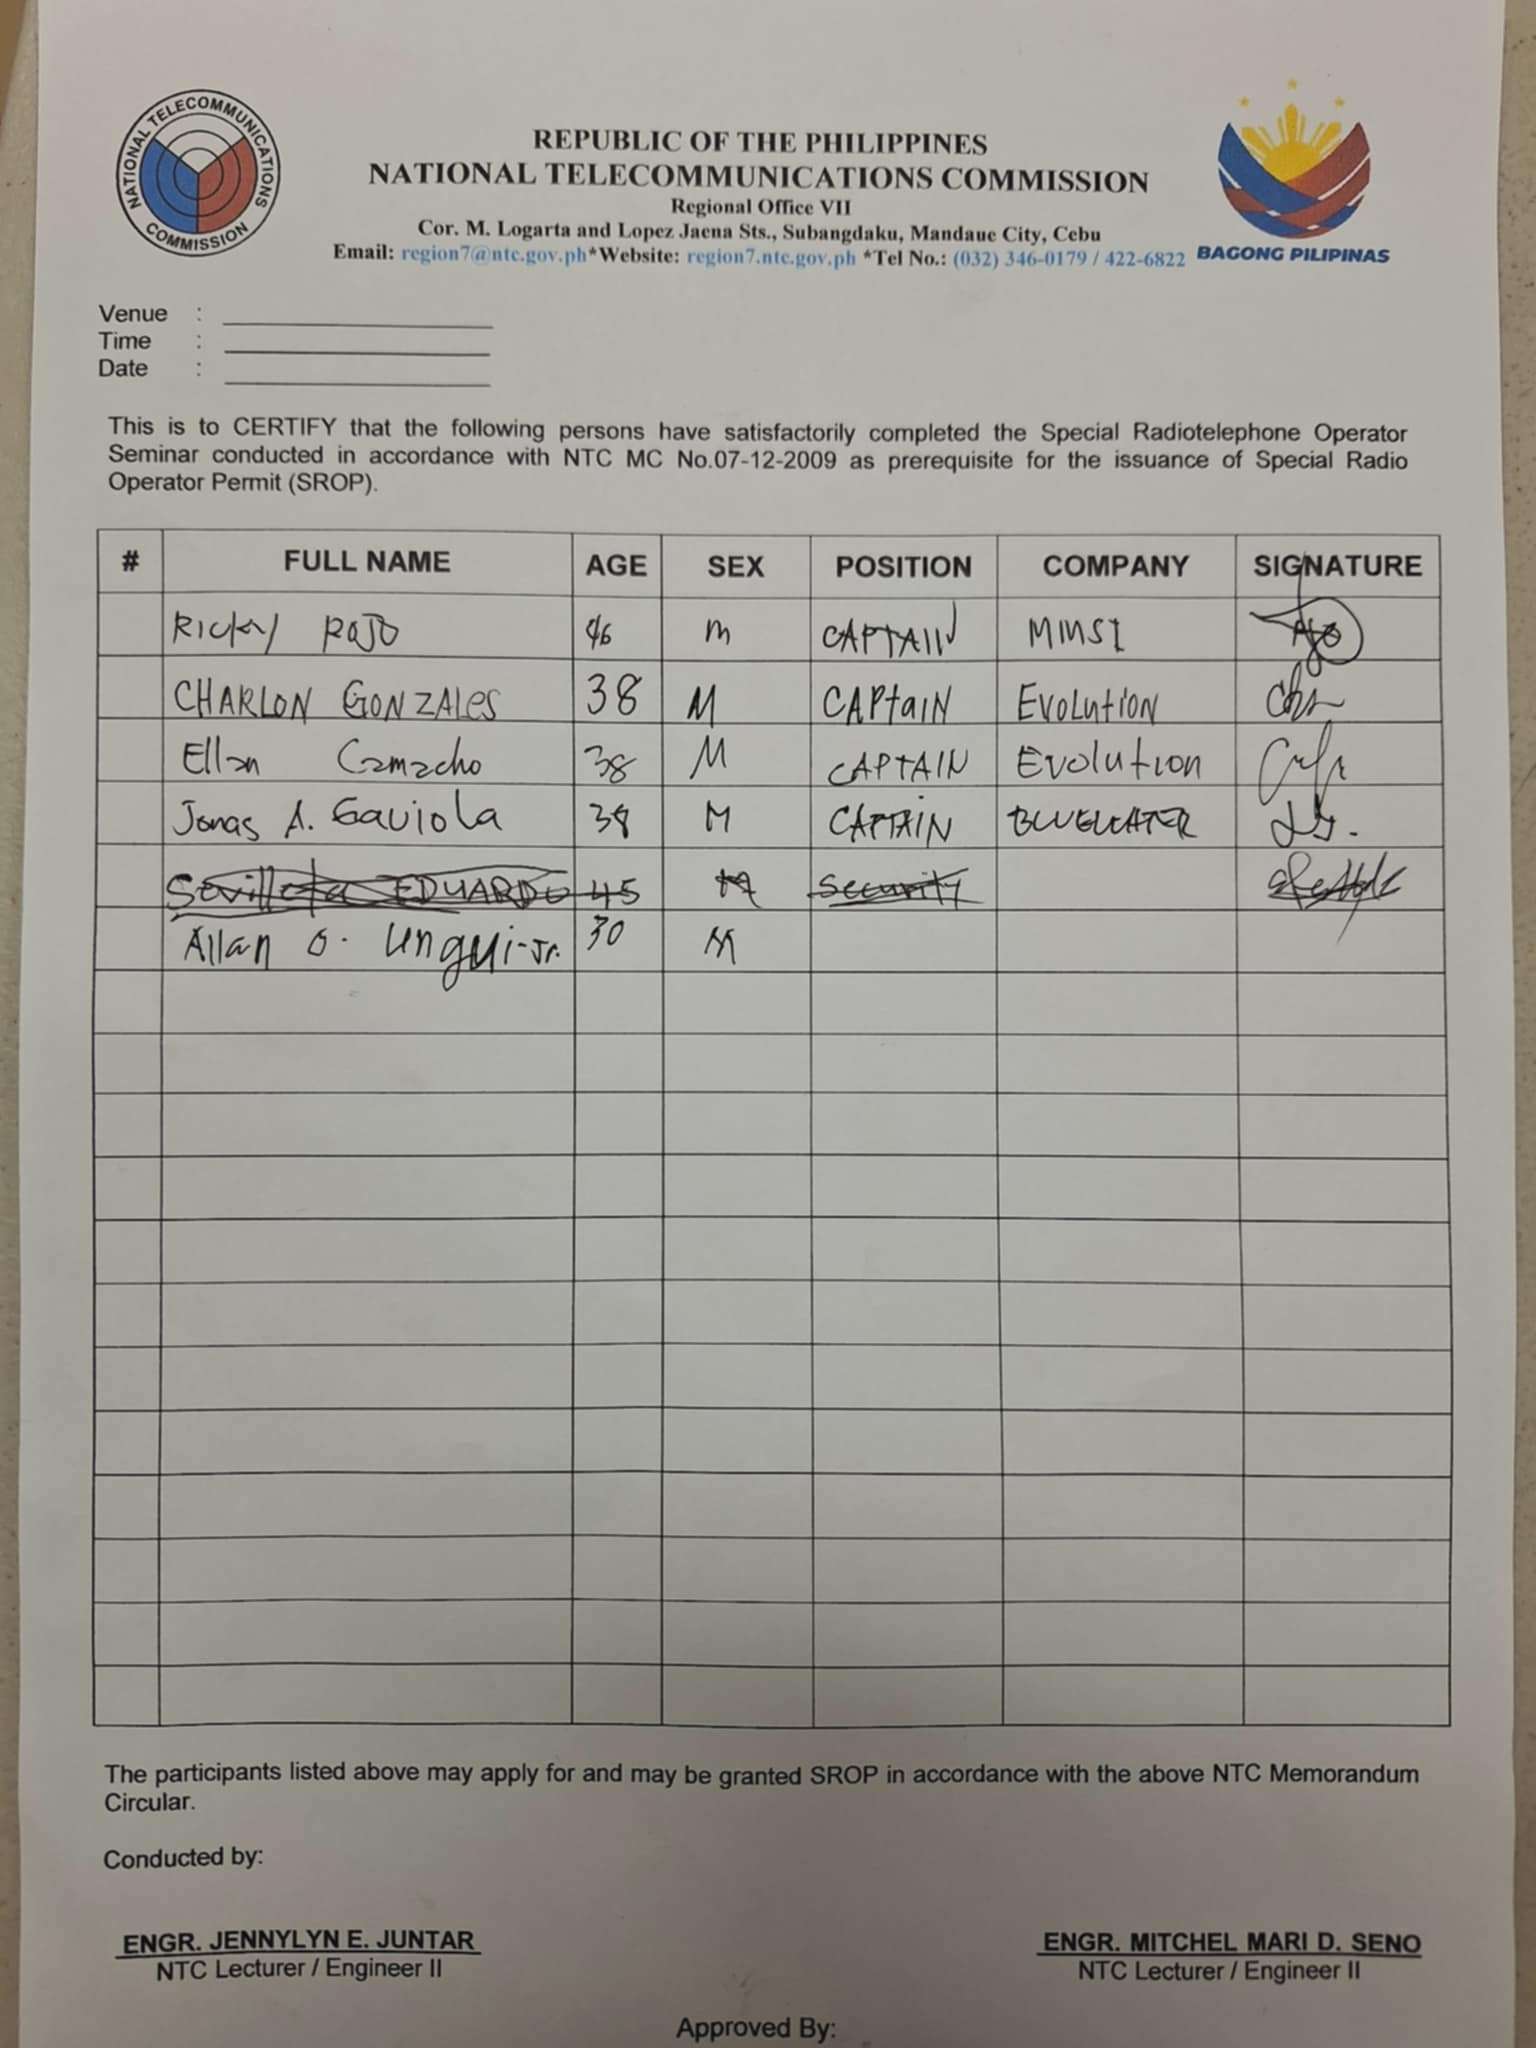 NATIONAL TELECOMMUNICATIONS COMMISSION
REPUBLIC OF THE PHILIPPINES
NATIONAL TELECOMMUNICATIONS COMMISSION
Regional Office VII
Cor. M. Logarta and Lopez Jaena Sts., Subangdaku, Mandaue City, Cebu
Email: region7@ntc.gov.ph*Website: region7.ntc.gov.ph *Tel No.: (032) 346-0179 / 422-6822
BAGONG PILIPINAS
Venue :
Time :
Date :
This is to CERTIFY that the following persons have satisfactorily completed the Special Radiotelephone Operator
Seminar conducted in accordance with NTC MC No.07-12-2009 as prerequisite for the issuance of Special Radio
Operator Permit (SROP).
# FULL NAME AGE SEX POSITION COMPANY SIGNATURE
Ricky ROJO 46 M CAPTAIN MMSI
CHARLON GONZALES 38 M CAPtAIN EVOLUTION
Ellan Camacho 38 M CAPTAIN Evolution
Jonas A. Gaviola 38 M CAPTAIN BLUEWATER
EDUARDO 45 M Security
Allan O. Ungui-Jr. 30 M
The participants listed above may apply for and may be granted SROP in accordance with the above NTC Memorandum
Circular.
Conducted by:
ENGR. JENNYLYN E. JUNTAR
NTC Lecturer / Engineer II
ENGR. MITCHEL MARI D. SENO
NTC Lecturer / Engineer II
Approved By: